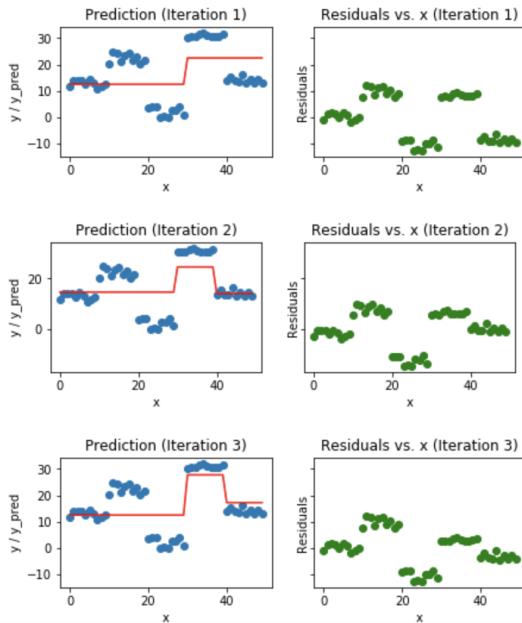 Prediction (Iteration 1)
y / y_pred
30
20
10
0
−10
0
20
40
x
Residuals vs. x (Iteration 1)
Residuals
0
20
40
x
Prediction (Iteration 2)
y / y_pred
20
0
0
20
40
x
Residuals vs. x (Iteration 2)
Residuals
0
20
40
x
Prediction (Iteration 3)
y / y_pred
30
20
10
0
−10
0
20
40
x
Residuals vs. x (Iteration 3)
Residuals
0
20
40
x